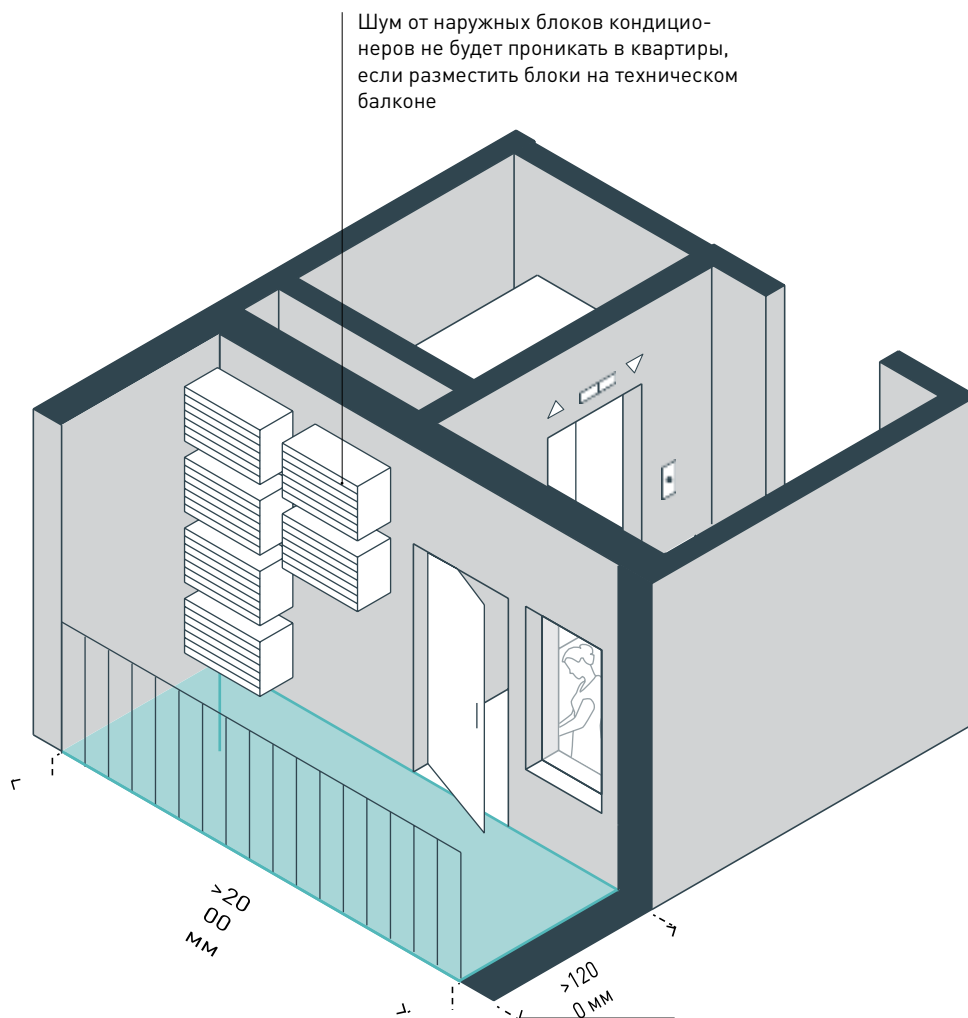 Шум от наружных блоков кондицио-
неров не будет проникать в квартиры,
если разместить блоки на техническом
балконе
>20
00
мм
>120
0 мм